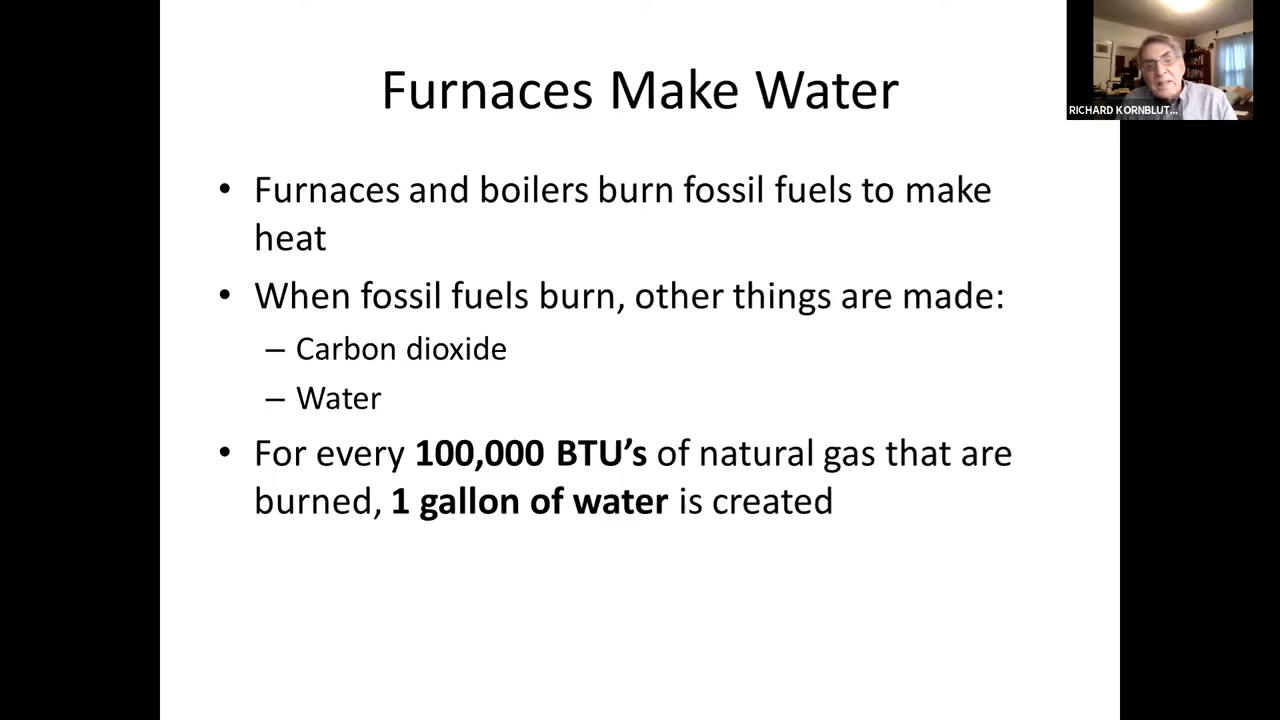 Furnaces Make Water
RICHARD KORNBLUT...
• Furnaces and boilers burn fossil fuels to make
heat
• When fossil fuels burn, other things are made:
– Carbon dioxide
– Water
• For every 100,000 BTU’s of natural gas that are
burned, 1 gallon of water is created